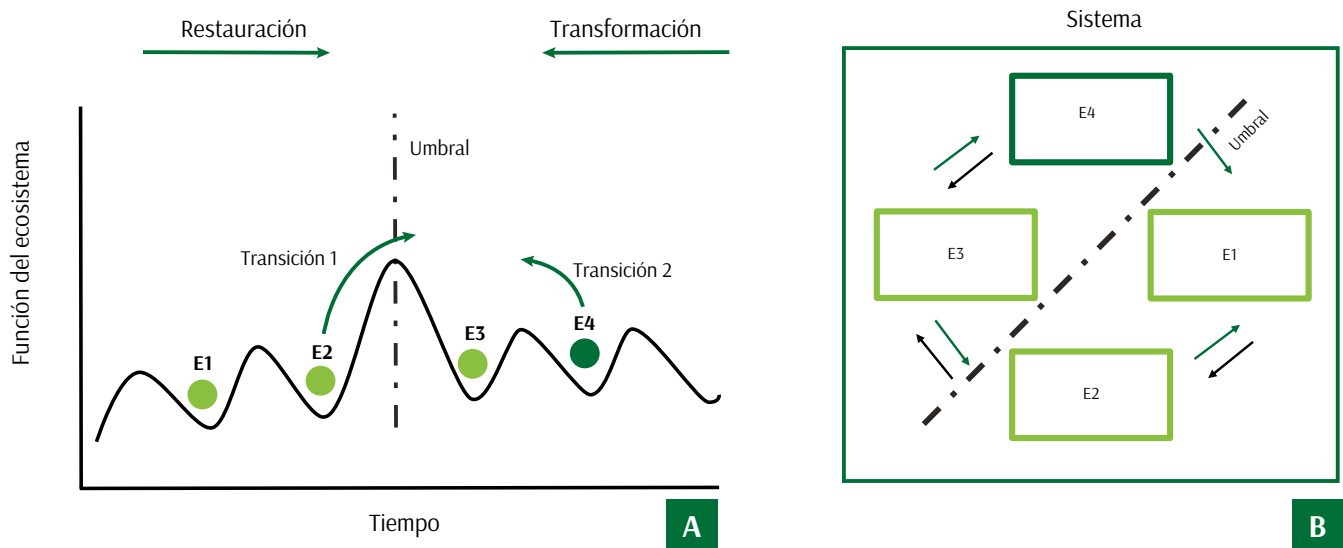 Restauración
Transformación
Función del ecosistema
Umbral
Transición 1
Transición 2
E1
E2
E3
E4
Tiempo
A
Sistema
E4
Umbral
E3
E1
E2
B